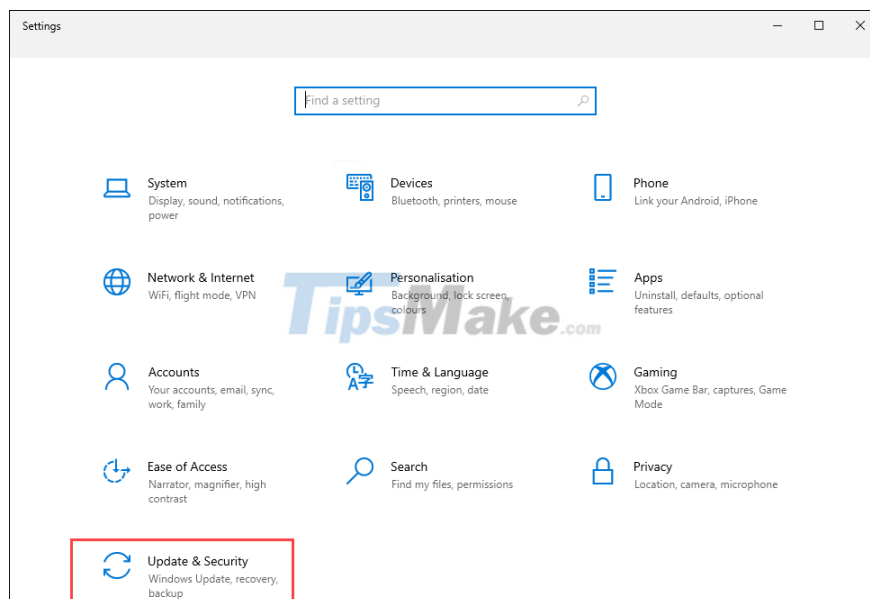 Settings
Find a setting
System
Display, sound, notifications,
power
Devices
Bluetooth, printers, mouse
Phone
Link your Android, iPhone
Network & Internet
WiFi, flight mode, VPN
Personalisation
Background, lock screen,
colours
Apps
Uninstall, defaults, optional
features
TipsMake.com
Accounts
Your accounts, email, sync,
work, family
Time & Language
Speech, region, date
Gaming
Xbox Game Bar, captures, Game
Mode
Ease of Access
Narrator, magnifier, high
contrast
Search
Find my files, permissions
Privacy
Location, camera, microphone
Update & Security
Windows Update, recovery,
backup